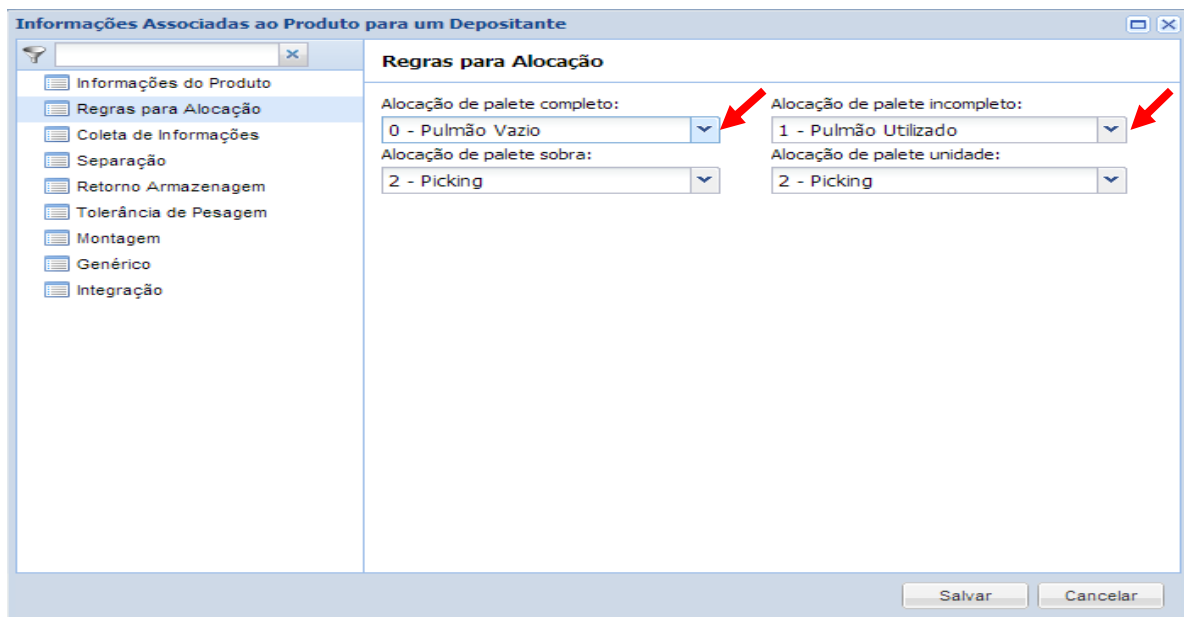 Informações Associadas ao Produto para um Depositante
Informações do Produto
Regras para Alocação
Coleta de Informações
Separação
Retorno Armazenagem
Tolerância de Pesagem
Montagem
Genérico
Integração
Regras para Alocação
Alocação de palete completo: Alocação de palete incompleto:
0 - Pulmão Vazio 1 - Pulmão Utilizado
Alocação de palete sobra: Alocação de palete unidade:
2 - Picking 2 - Picking
Salvar Cancelar